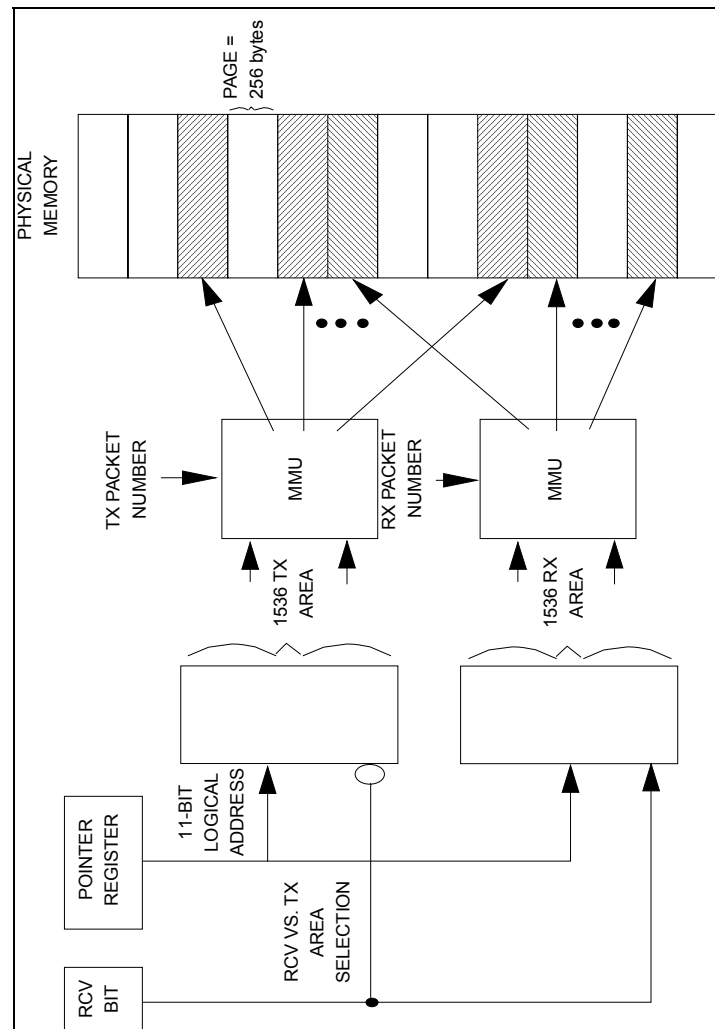 PHYSICAL
MEMORY
PAGE =
256 bytes
TX PACKET
NUMBER
MMU
RX PACKET
NUMBER
MMU
1536 TX
AREA
1536 RX
AREA
11-BIT
LOGICAL
ADDRESS
RCV VS. TX
AREA
SELECTION
POINTER
REGISTER
RCV
BIT